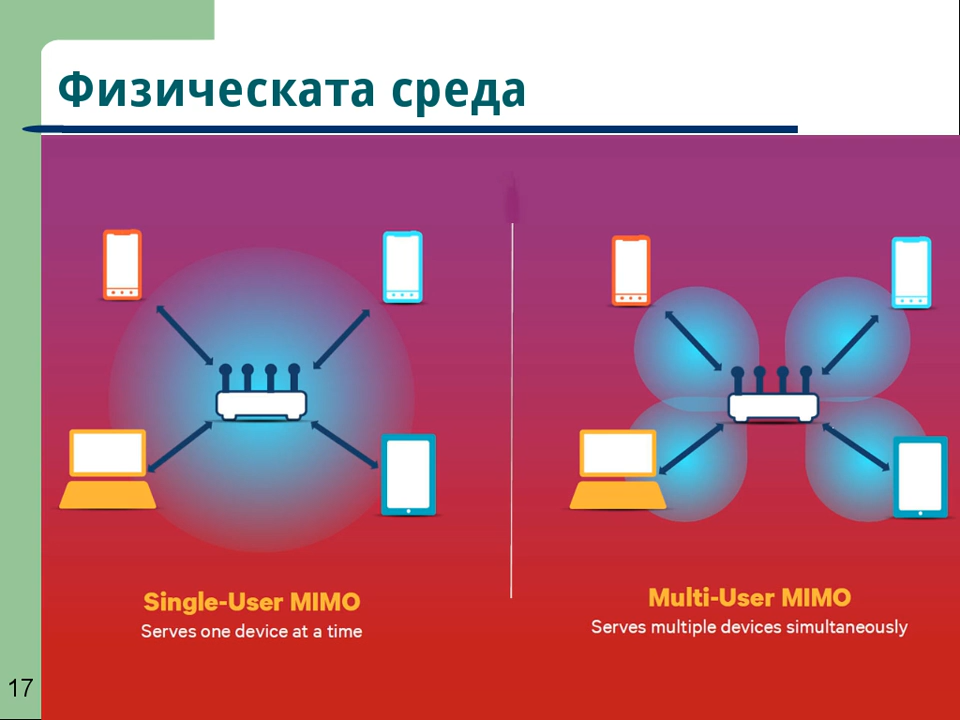 Физическата среда
Single-User MIMO
Serves one device at a time
Multi-User MIMO
Serves multiple devices simultaneously
17